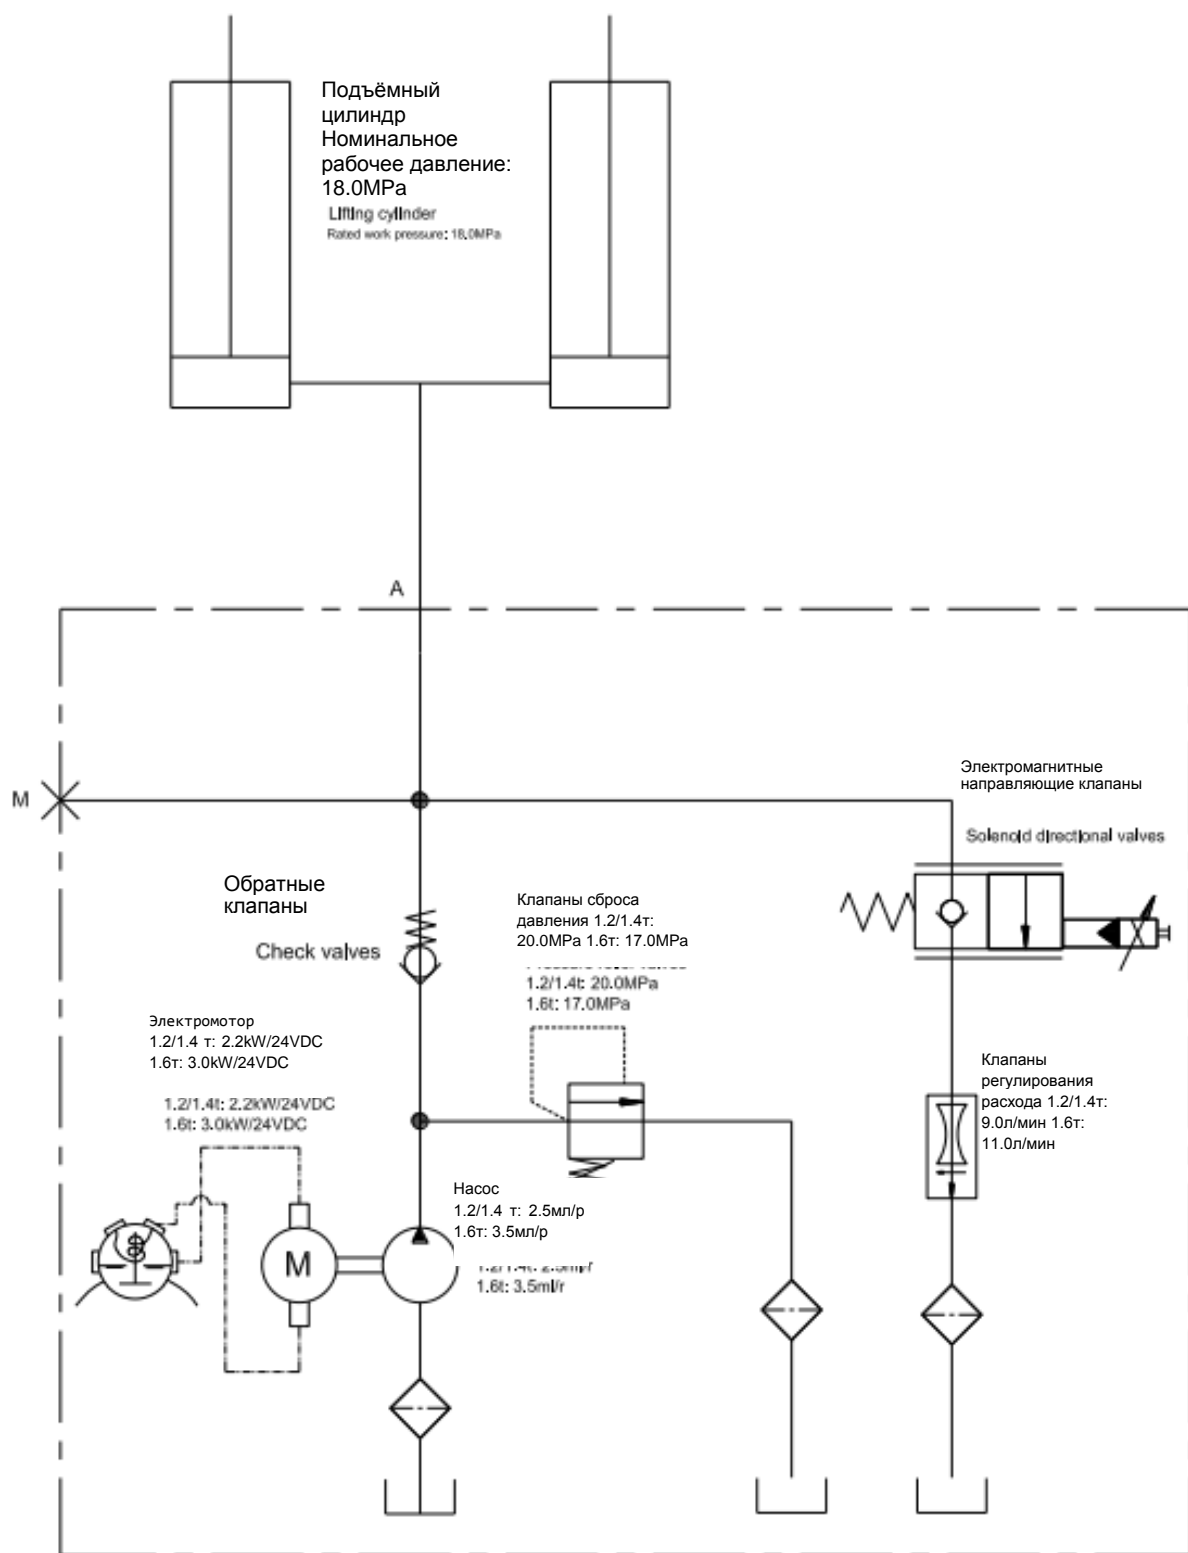 Подъёмный
цилиндр
Номинальное
рабочее давление:
18.0MPa
Lifting cylinder
Rated work pressure: 18.0MPa
A
M
Электромагнитные
направляющие клапаны
Solenoid directional valves
Обратные
клапаны
Check valves
Клапаны сброса
давления 1.2/1.4т:
20.0MPa 1.6т: 17.0MPa
1.2/1.4t: 20.0MPa
1.6t: 17.0MPa
Электромотор
1.2/1.4 т: 2.2kW/24VDC
1.6т: 3.0kW/24VDC
1.2/1.4t: 2.2kW/24VDC
1.6t: 3.0kW/24VDC
Клапаны
регулирования
расхода 1.2/1.4т:
9.0л/мин 1.6т:
11.0л/мин
Насос
1.2/1.4 т: 2.5мл/р
1.6т: 3.5мл/р
M
1.6t: 3.5ml/r